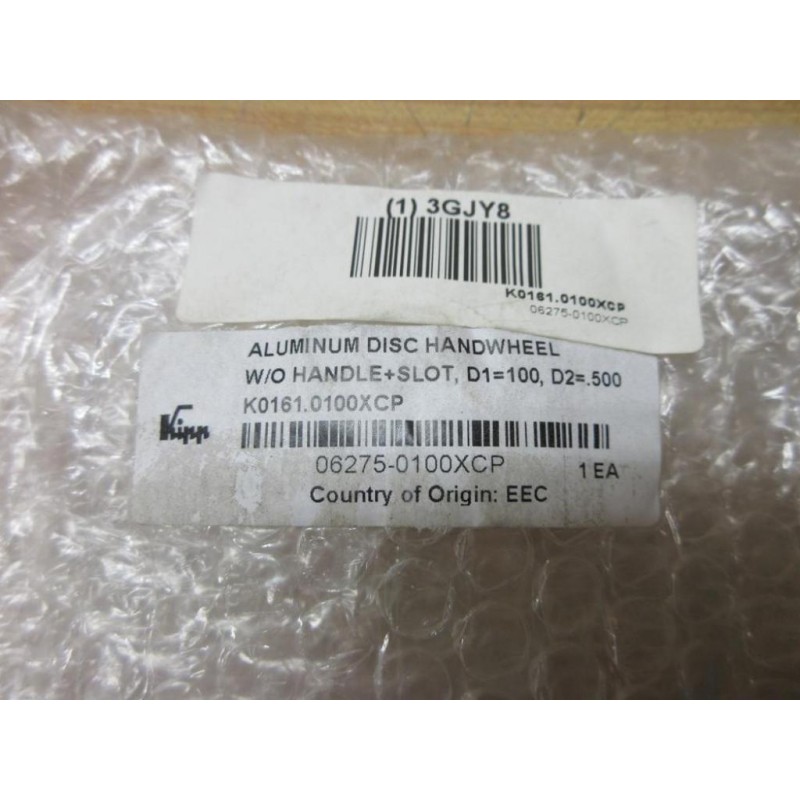 (1) 3GJY8
K0161.0100XCP
06275-0100XCP
ALUMINUM DISC HANDWHEEL
W/O HANDLE+SLOT, D1=100, D2=.500
K0161.0100XCP
Kipp
06275-0100XCP
1 EA
Country of Origin: EEC